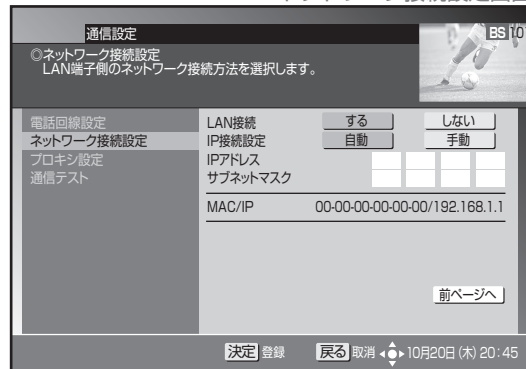 通信設定
BS 10
◎ネットワーク接続設定
LAN端子側のネットワーク接続方法を選択します。
電話回線設定
ネットワーク接続設定
プロキシ設定
通信テスト
LAN接続 する しない
IP接続設定 自動 手動
IPアドレス
サブネットマスク
MAC/IP 00-00-00-00-00-00/192.168.1.1
前ページへ
決定 登録 戻る 取消 10月20日(木) 20:45